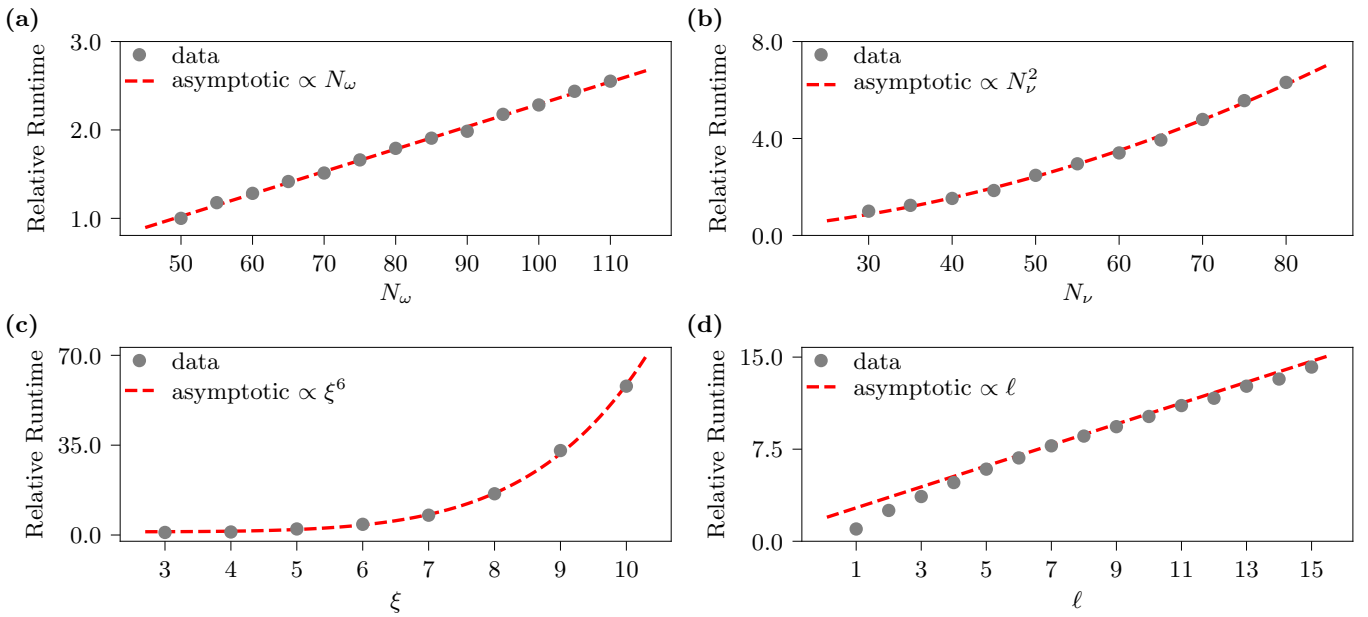 (a)
Relative Runtime
3.0
2.0
1.0
data
asymptotic ∝ N_ω
50 60 70 80 90 100 110
N_ω
(b)
Relative Runtime
8.0
4.0
0.0
data
asymptotic ∝ N_ν^2
30 40 50 60 70 80
N_ν
(c)
Relative Runtime
70.0
35.0
0.0
data
asymptotic ∝ ξ^6
3 4 5 6 7 8 9 10
ξ
(d)
Relative Runtime
15.0
7.5
0.0
data
asymptotic ∝ ℓ
1 3 5 7 9 11 13 15
ℓ